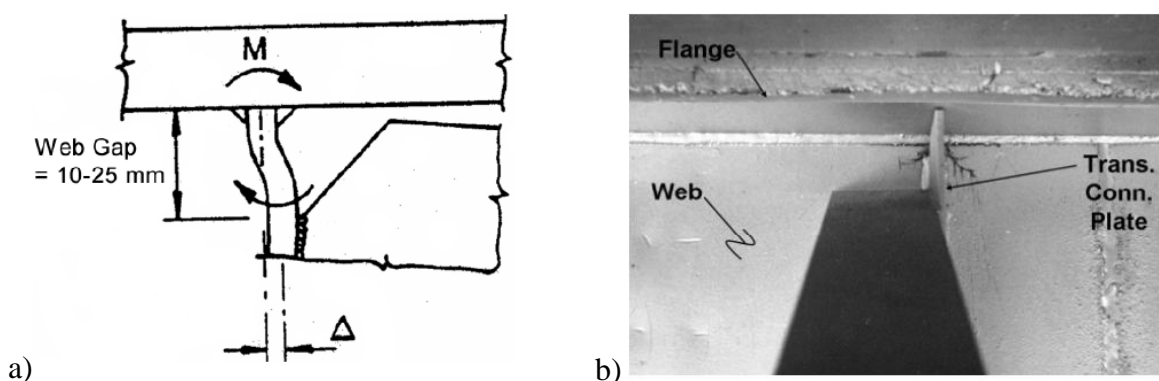 M
Web Gap
= 10-25 mm
Δ
a)
Flange
Web
Trans.
Conn.
Plate
b)